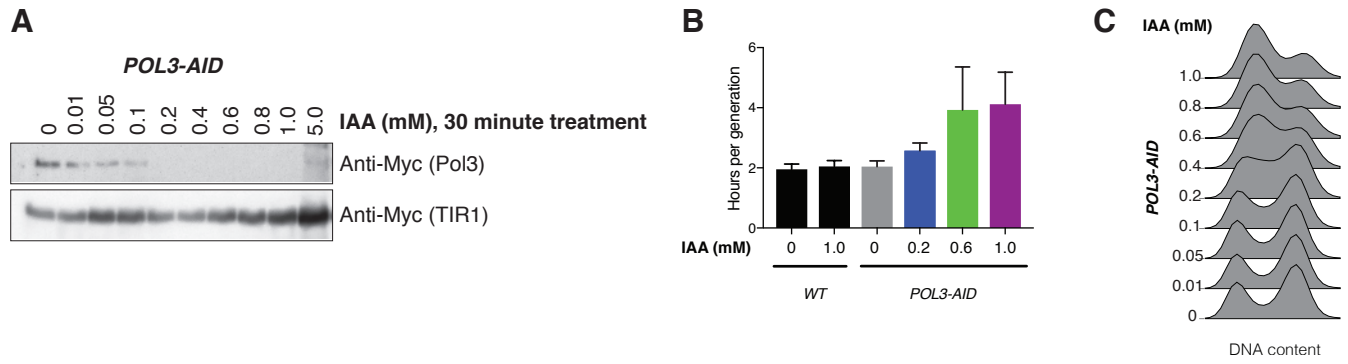 A
POL3-AID
0 0.01 0.05 0.1 0.2 0.4 0.6 0.8 1.0 5.0 IAA (mM), 30 minute treatment
Anti-Myc (Pol3)
Anti-Myc (TIR1)
B
Hours per generation
6
4
2
0
IAA (mM) 0 1.0 0 0.2 0.6 1.0
WT POL3-AID
C
IAA (mM)
POL3-AID
1.0
0.8
0.6
0.4
0.2
0.1
0.05
0.01
0
DNA content